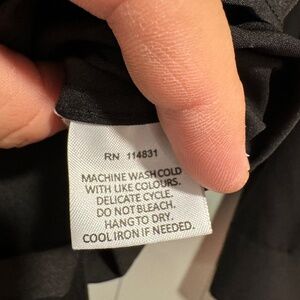 RN 114831
MACHINE WASH COLD
WITH LIKE COLOURS.
DELICATE CYCLE.
DO NOT BLEACH.
HANG TO DRY.
COOL IRON IF NEEDED.